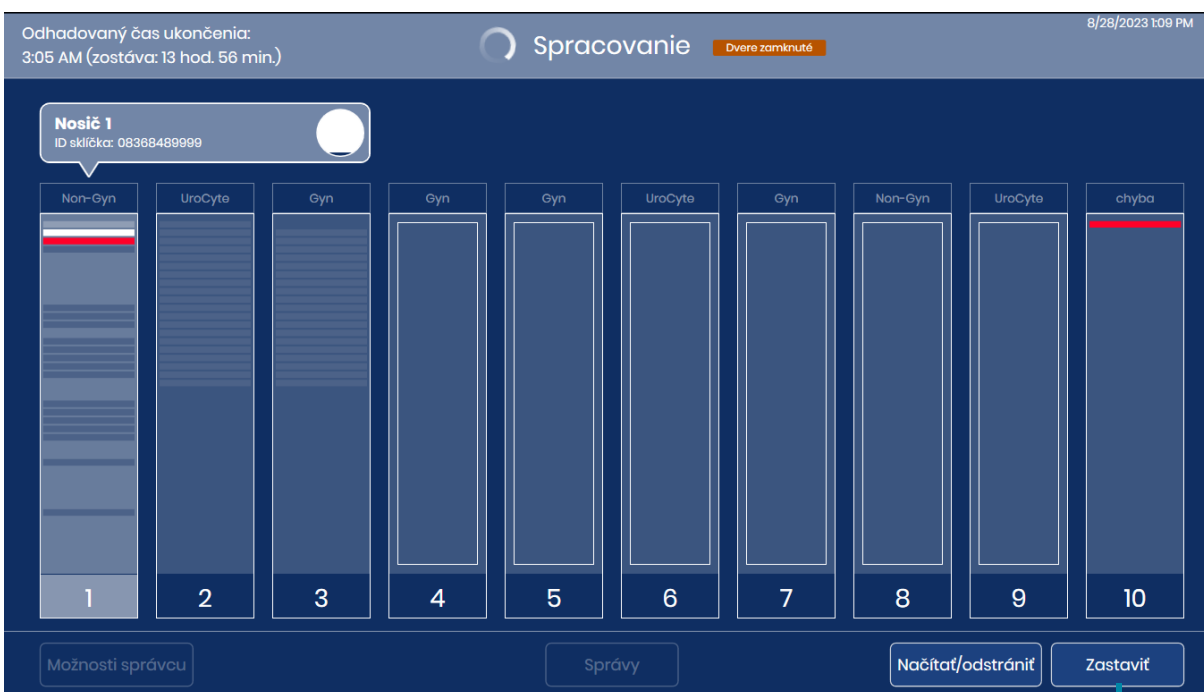 8/28/2023 1:09 PM
Odhadovaný čas ukončenia:
3:05 AM (zostáva: 13 hod. 56 min.)
Spracovanie
Dvere zamknuté
Nosič 1
ID sklíčka: 08368489999
Non-Gyn UroCyte Gyn Gyn Gyn UroCyte Gyn Non-Gyn UroCyte chyba
1 2 3 4 5 6 7 8 9 10
Možnosti správcu Správy Načítať/odstrániť Zastaviť